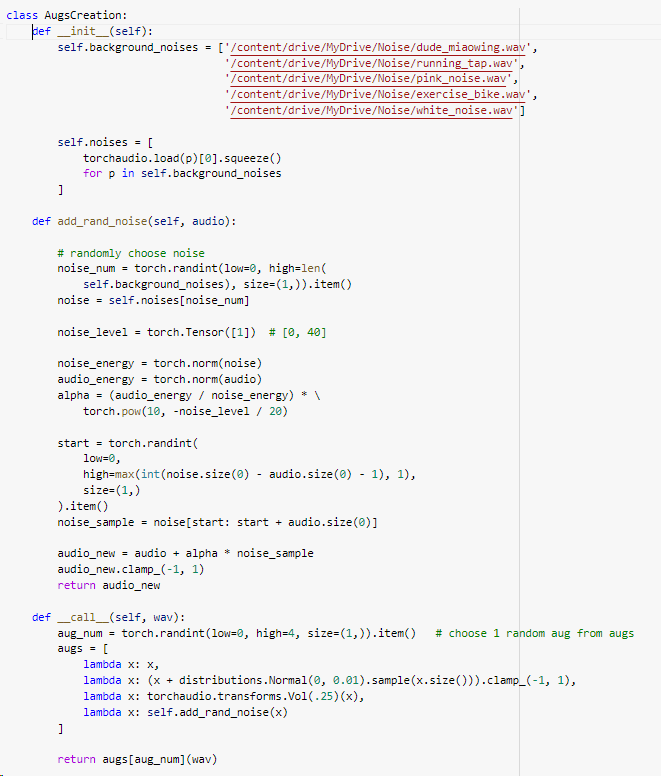 class AugsCreation:
    def __init__(self):
        self.background_noises = ['/content/drive/MyDrive/Noise/dude_miaowing.wav',
                                  '/content/drive/MyDrive/Noise/running_tap.wav',
                                  '/content/drive/MyDrive/Noise/pink_noise.wav',
                                  '/content/drive/MyDrive/Noise/exercise_bike.wav',
                                  '/content/drive/MyDrive/Noise/white_noise.wav']

        self.noises = [
            torchaudio.load(p)[0].squeeze()
            for p in self.background_noises
        ]

    def add_rand_noise(self, audio):

        # randomly choose noise
        noise_num = torch.randint(low=0, high=len(
            self.background_noises), size=(1,)).item()
        noise = self.noises[noise_num]

        noise_level = torch.Tensor([1])  # [0, 40]

        noise_energy = torch.norm(noise)
        audio_energy = torch.norm(audio)
        alpha = (audio_energy / noise_energy) * \
            torch.pow(10, -noise_level / 20)

        start = torch.randint(
            low=0,
            high=max(int(noise.size(0) - audio.size(0) - 1), 1),
            size=(1,)
        ).item()
        noise_sample = noise[start: start + audio.size(0)]

        audio_new = audio + alpha * noise_sample
        audio_new.clamp_(-1, 1)
        return audio_new

    def __call__(self, wav):
        aug_num = torch.randint(low=0, high=4, size=(1,)).item()   # choose 1 random aug from augs
        augs = [
            lambda x: x,
            lambda x: (x + distributions.Normal(0, 0.01).sample(x.size())).clamp_(-1, 1),
            lambda x: torchaudio.transforms.Vol(.25)(x),
            lambda x: self.add_rand_noise(x)
        ]

        return augs[aug_num](wav)